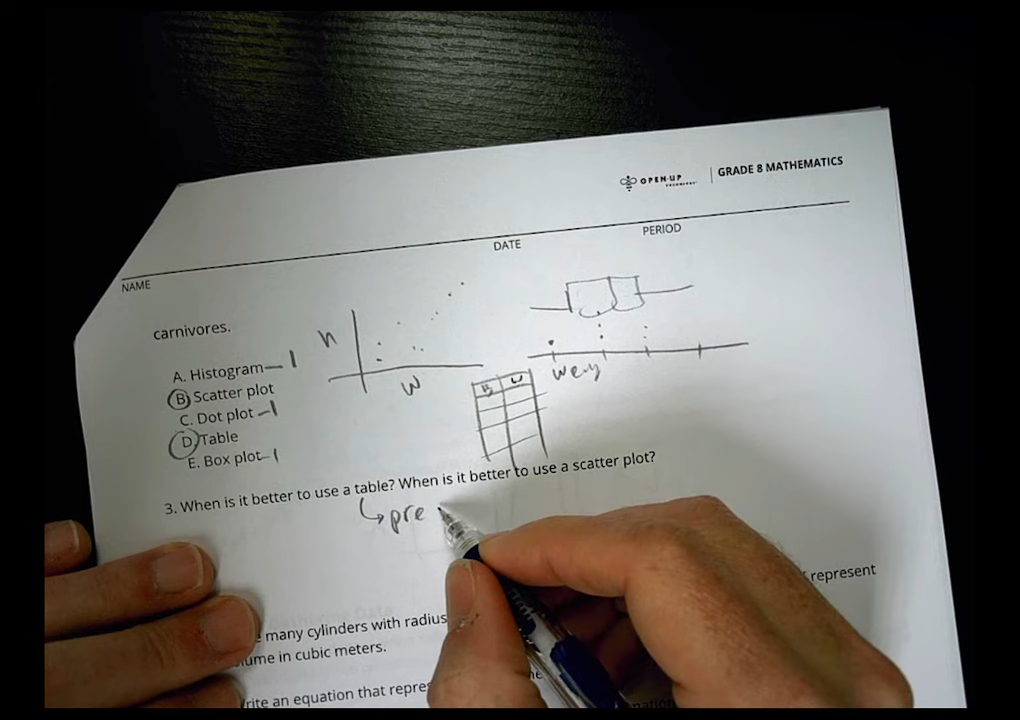 OPEN·UP | GRADE 8 MATHEMATICS
NAME DATE PERIOD
carnivores.
A. Histogram — 1
B. Scatter plot
C. Dot plot – 1
D. Table
E. Box plot – 1
h
w
3. When is it better to use a table? When is it better to use a scatter plot?
↳ pre
represent
many cylinders with radius
ume in cubic meters.
rite an equation that repre